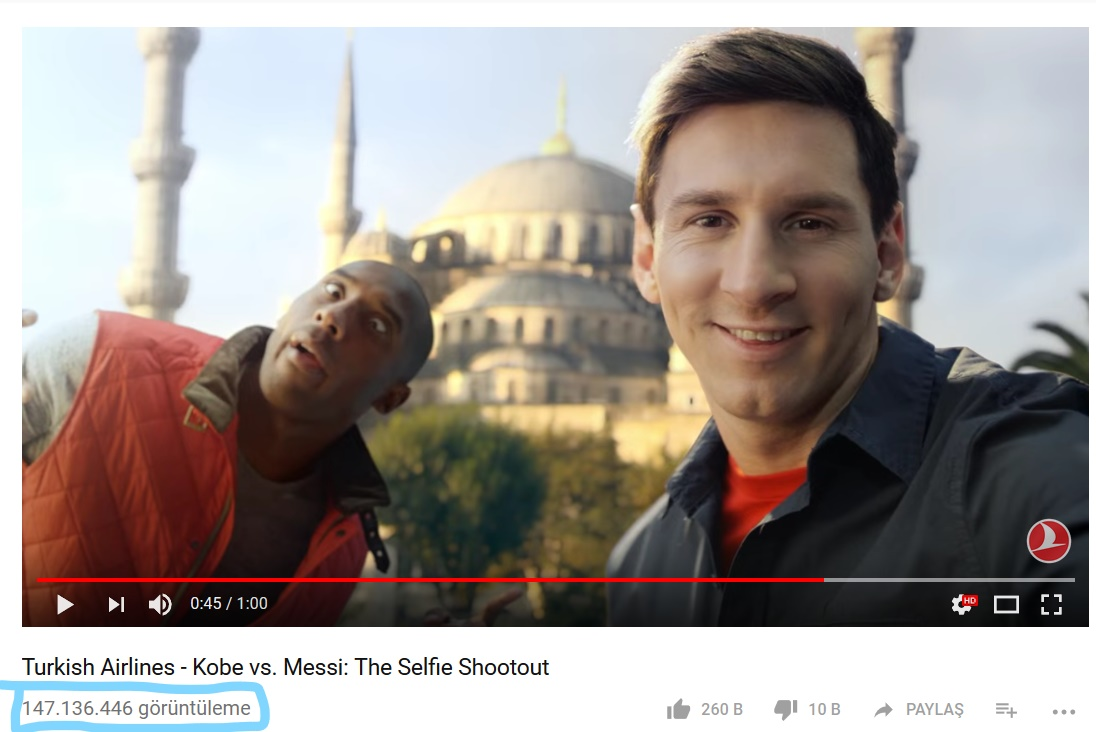 0:45 / 1:00
HD
Turkish Airlines - Kobe vs. Messi: The Selfie Shootout
147.136.446 görüntüleme
260 B
10 B
PAYLAŞ